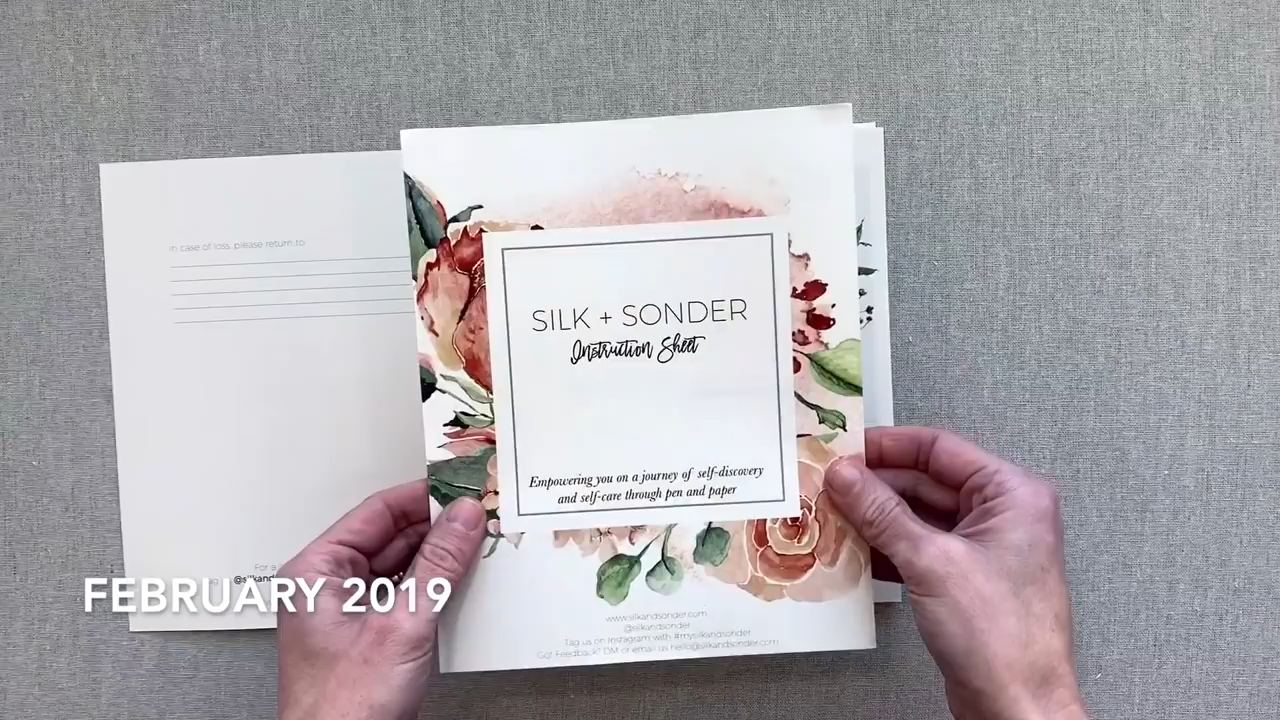 In case of loss, please return to
SILK + SONDER
Instruction Sheet
Empowering you on a journey of self-discovery
and self-care through pen and paper
For a
@silkand
FEBRUARY 2019
www.silkandsonder.com
@silkandsonder
Tag us on Instagram with #mysilkandsonder
Got Feedback? DM or email us hello@silkandsonder.com